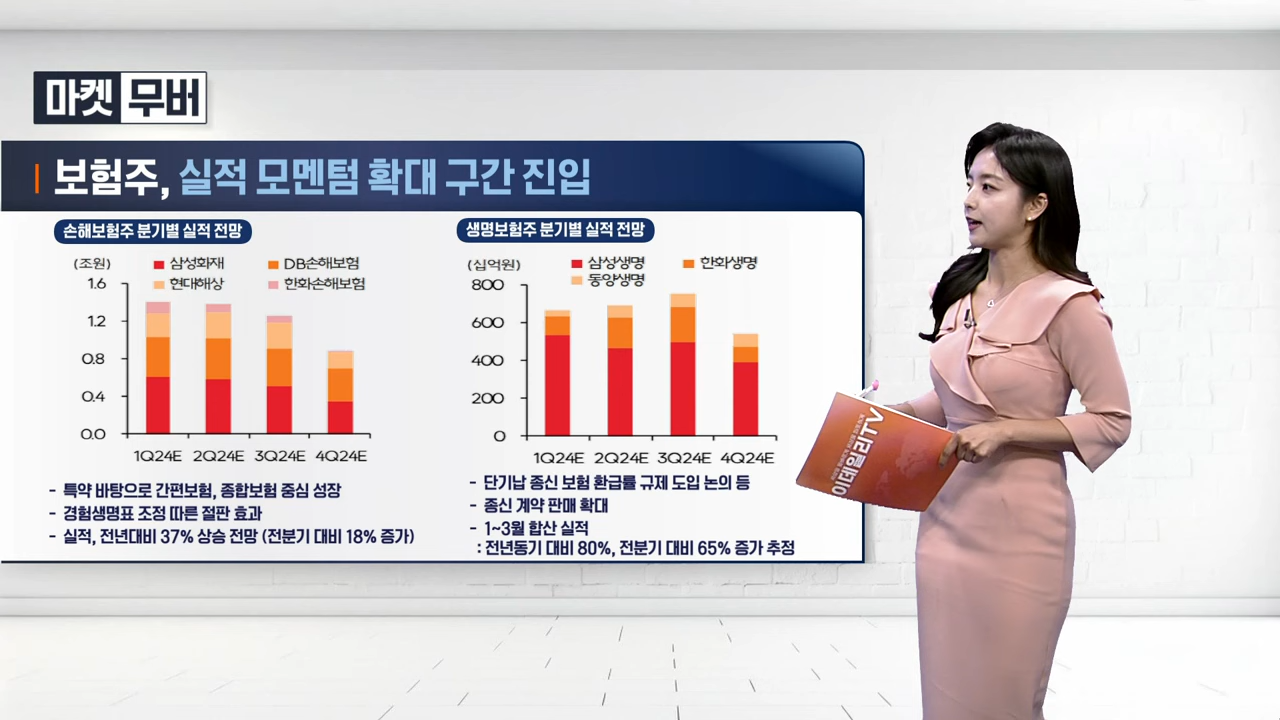 마켓 무버
보험주, 실적 모멘텀 확대 구간 진입
손해보험주 분기별 실적 전망
(조원)
삼성화재 DB손해보험
현대해상 한화손해보험
1.6
1.2
0.8
0.4
0.0
1Q24E 2Q24E 3Q24E 4Q24E
- 특약 바탕으로 간편보험, 종합보험 중심 성장
- 경험생명표 조정 따른 절판 효과
- 실적, 전년대비 37% 상승 전망 (전분기 대비 18% 증가)
생명보험주 분기별 실적 전망
(십억원)
삼성생명 한화생명
동양생명
800
600
400
200
0
1Q24E 2Q24E 3Q24E 4Q24E
- 단기납 종신 보험 환급률 규제 도입 논의 등
- 종신 계약 판매 확대
- 1~3월 합산 실적
: 전년동기 대비 80%, 전분기 대비 65% 증가 추정
이데일리TV